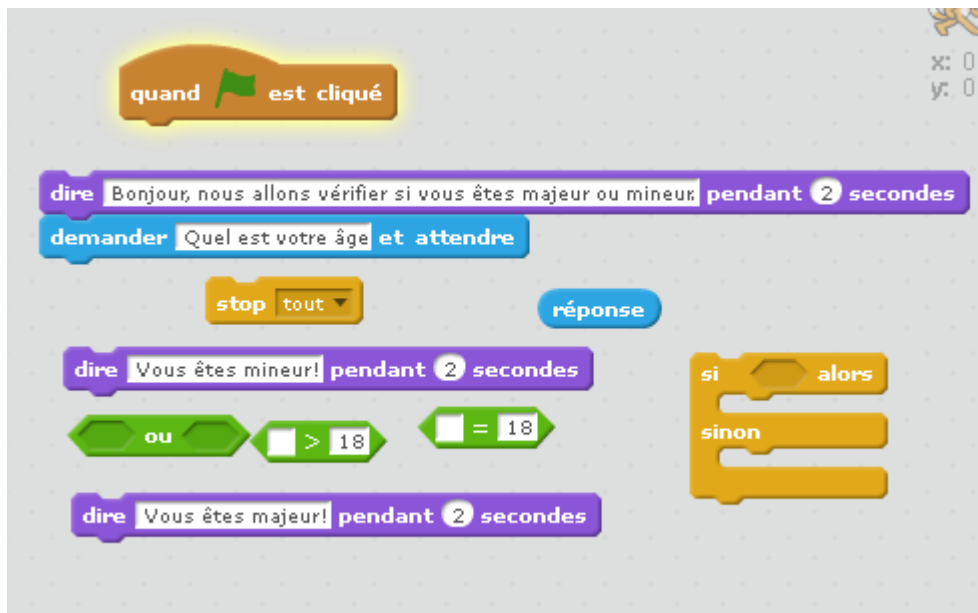 quand est cliqué
x: 0
y: 0
dire Bonjour, nous allons vérifier si vous êtes majeur ou mineur. pendant 2 secondes
demander Quel est votre âge et attendre
stop tout
réponse
dire Vous êtes mineur! pendant 2 secondes
si alors
ou
> 18
= 18
sinon
dire Vous êtes majeur! pendant 2 secondes